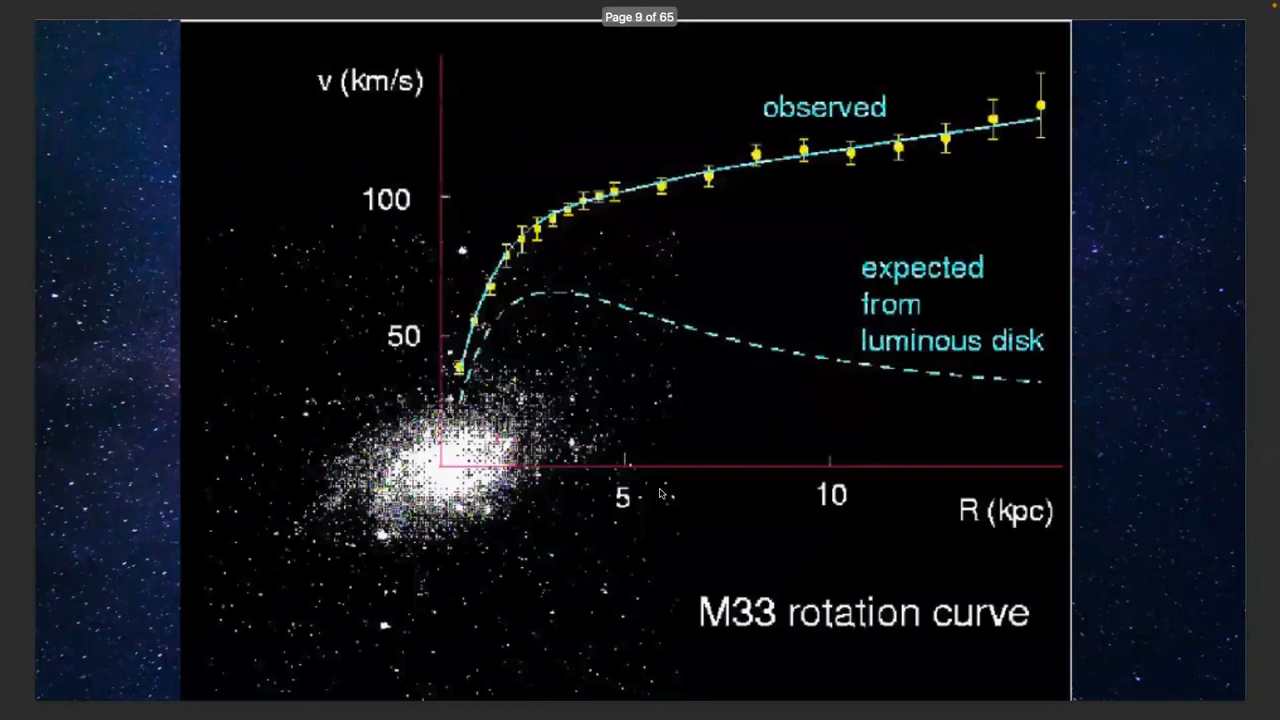 Page 9 of 65
v (km/s)
observed
100
expected
from
luminous disk
50
5
10
R (kpc)
M33 rotation curve